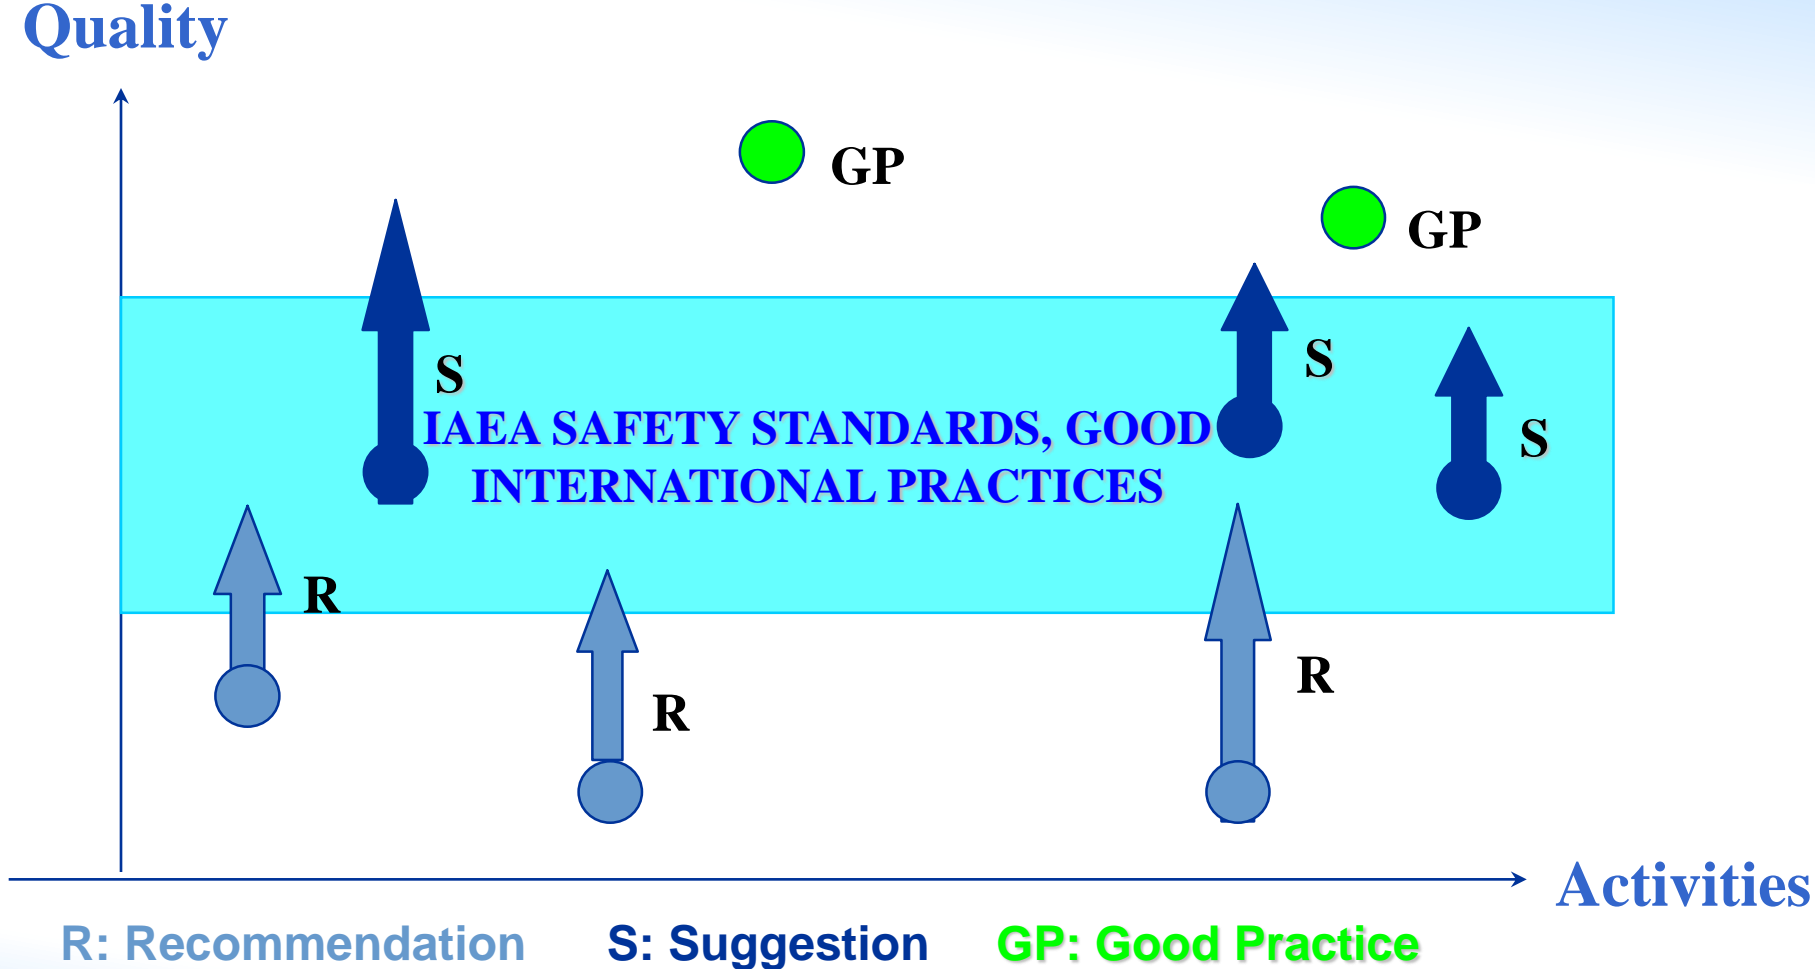 Quality
GP
GP
S
S
IAEA SAFETY STANDARDS, GOOD
S
INTERNATIONAL PRACTICES
R
R
R
Activities
R: Recommendation S: Suggestion GP: Good Practice